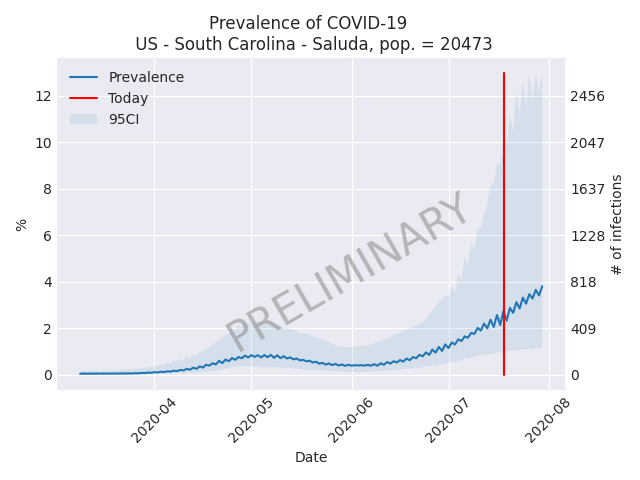 Prevalence of COVID-19
US - South Carolina - Saluda, pop. = 20473
Prevalence
Today
95CI
PRELIMINARY
%
12
10
8
6
4
2
0
2456
2047
1637
1228
818
409
0
# of infections
2020-04
2020-05
2020-06
2020-07
2020-08
Date